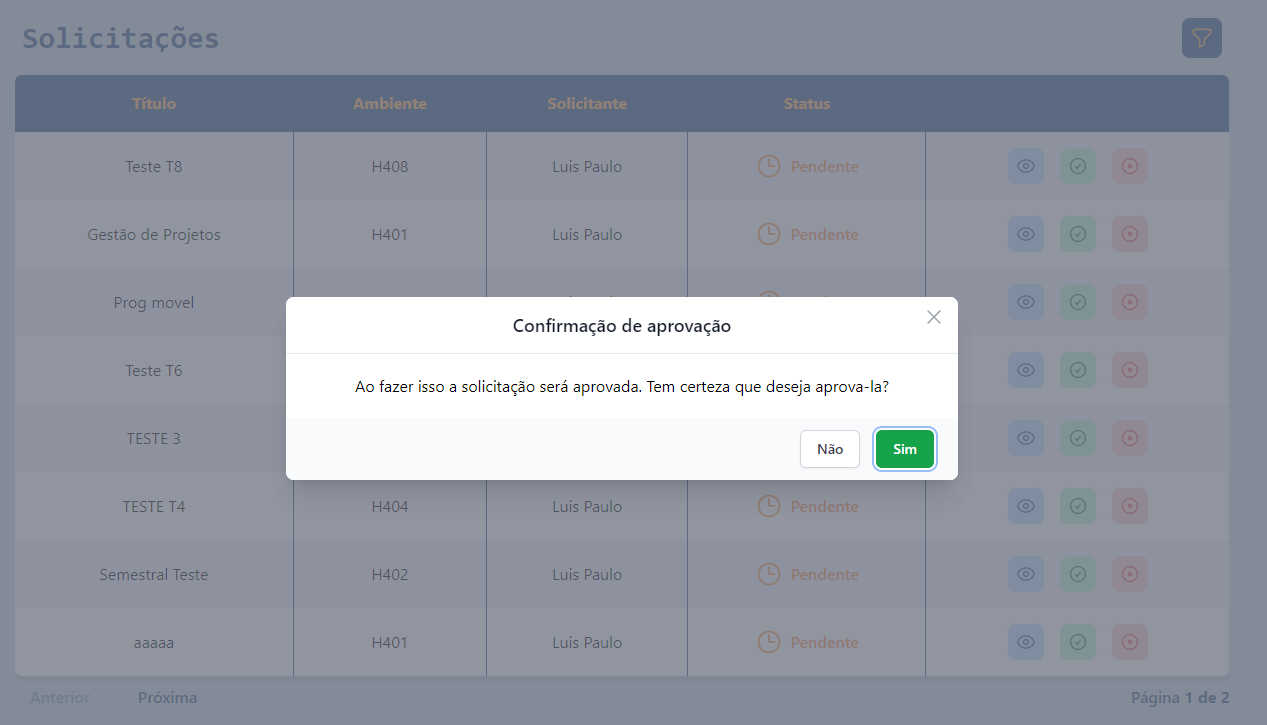 Solicitações
Título Ambiente Solicitante Status
Teste T8 H408 Luis Paulo Pendente
Gestão de Projetos H401 Luis Paulo Pendente
Prog movel
Teste T6
TESTE 3
Confirmação de aprovação
Ao fazer isso a solicitação será aprovada. Tem certeza que deseja aprova-la?
Não Sim
TESTE T4 H404 Luis Paulo Pendente
Semestral Teste H402 Luis Paulo Pendente
aaaaa H401 Luis Paulo Pendente
Anterior Próxima Página 1 de 2